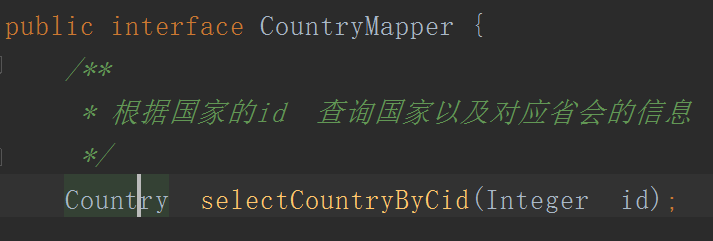 public interface CountryMapper {
/**
* 根据国家的id 查询国家以及对应省会的信息
*/
Country selectCountryByCid(Integer id);